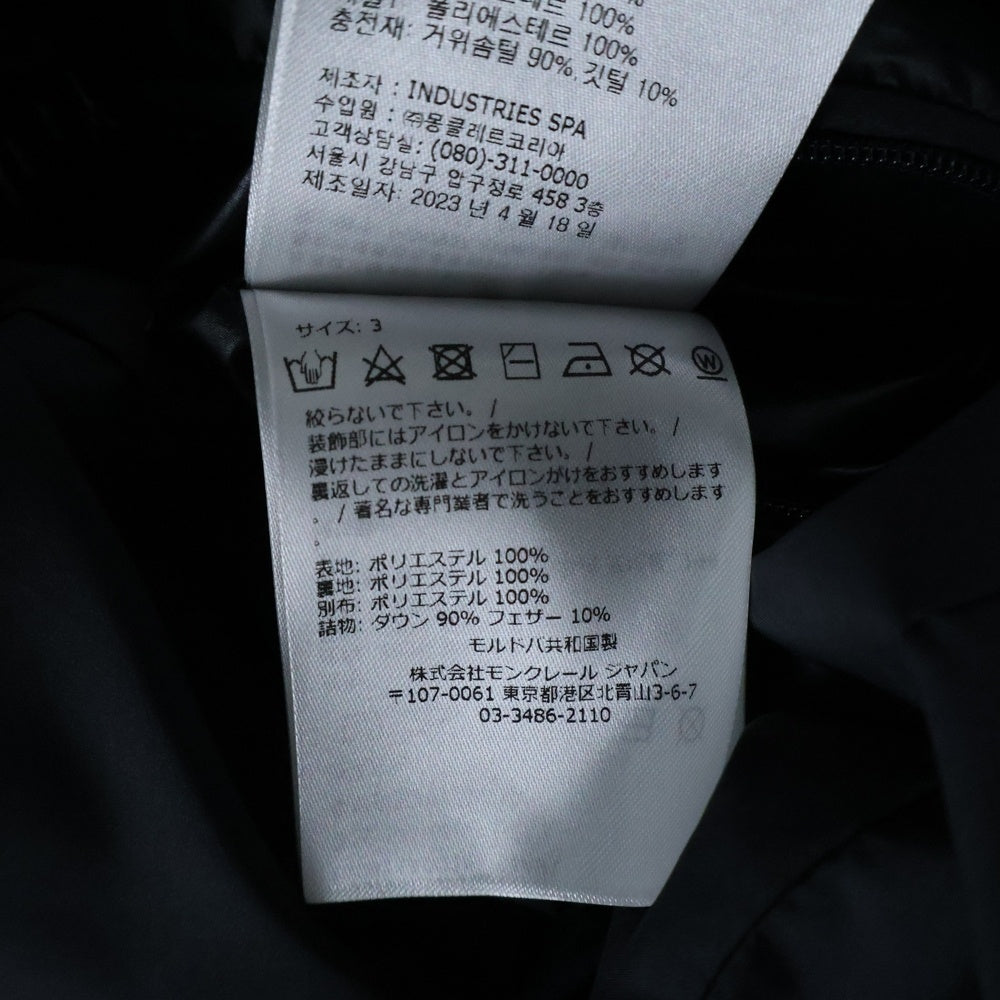 100%
폴리에스테르 100%
충전재: 거위솜털 90%, 깃털 10%
제조자 : INDUSTRIES SPA
수입원 : ㈜몽클레르코리아
고객상담실: (080)-311-0000
서울시 강남구 압구정로 458 3층
제조일자: 2023 년 4 월 18 일
サイズ: 3
W
絞らないで下さい。 /
装飾部にはアイロンをかけないで下さい。 /
浸けたままにしないで下さい。 /
裏返しての洗濯とアイロンがけをおすすめします
。 / 著名な専門業者で洗うことをおすすめします
。
表地: ポリエステル 100%
裏地: ポリエステル 100%
別布: ポリエステル 100%
詰物: ダウン 90% フェザー 10%
モルドバ共和国製
株式会社モンクレール ジャパン
〒107-0061 東京都港区北青山3-6-7
03-3486-2110